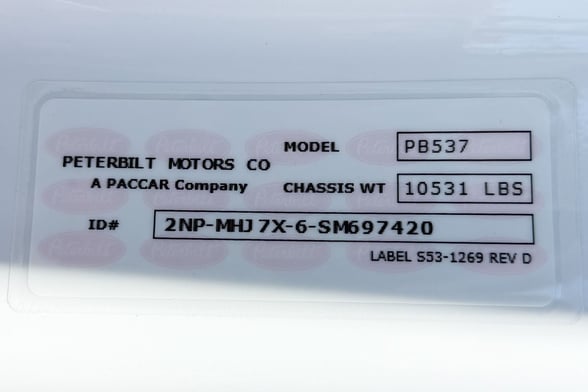 MODEL PB537
PETERBILT MOTORS CO
A PACCAR Company CHASSIS WT 10531 LBS
ID# 2NP-MHJ7X-6-SM697420
LABEL S53-1269 REV D